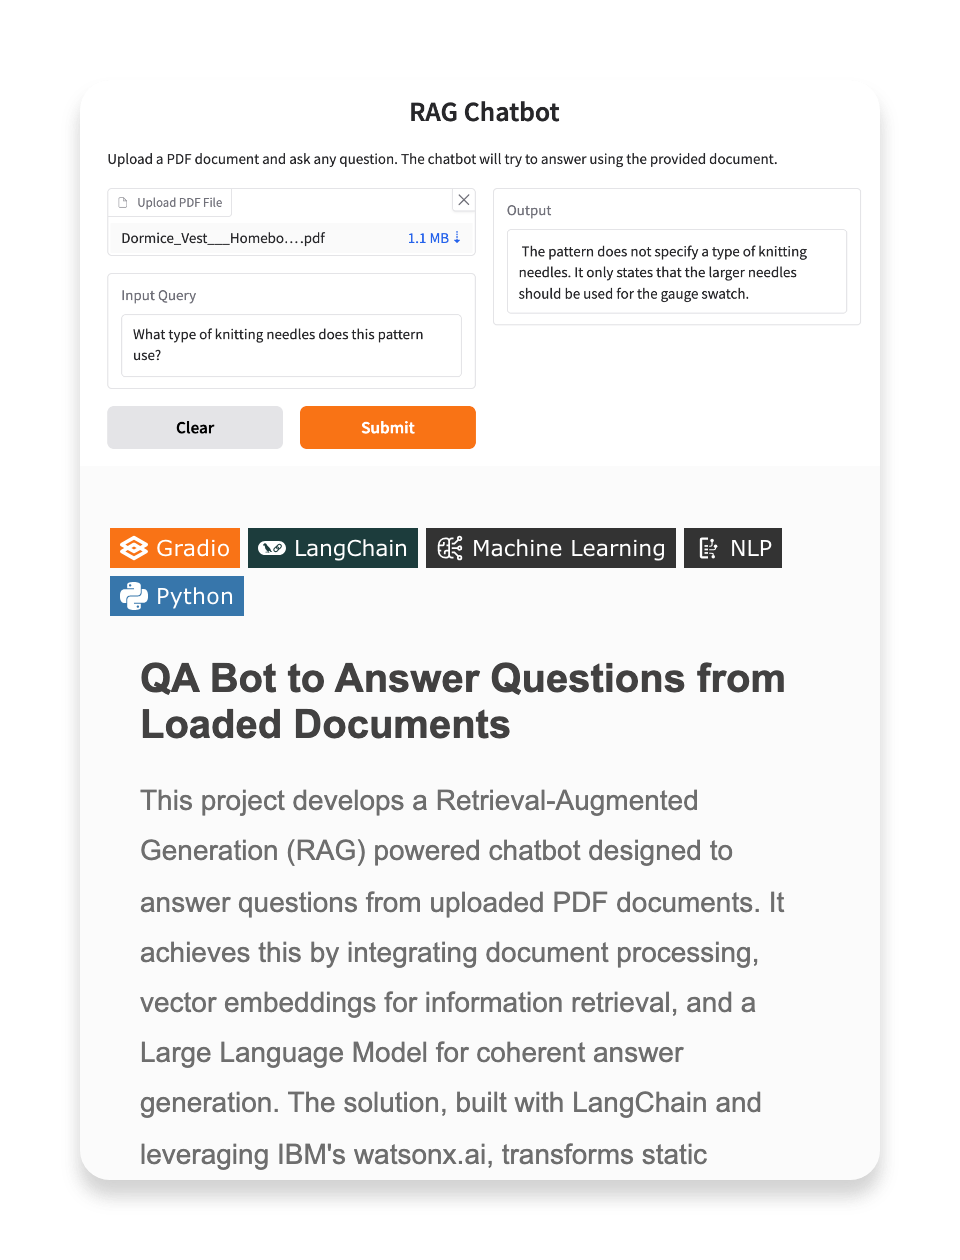 RAG Chatbot
Upload a PDF document and ask any question. The chatbot will try to answer using the provided document.
Upload PDF File
Dormice_Vest___Homebo....pdf
1.1 MB ⇣
Input Query
What type of knitting needles does this pattern
use?
Clear
Submit
Output
The pattern does not specify a type of knitting
needles. It only states that the larger needles
should be used for the gauge swatch.
Gradio
LangChain
Machine Learning
NLP
Python
QA Bot to Answer Questions from
Loaded Documents
This project develops a Retrieval-Augmented
Generation (RAG) powered chatbot designed to
answer questions from uploaded PDF documents. It
achieves this by integrating document processing,
vector embeddings for information retrieval, and a
Large Language Model for coherent answer
generation. The solution, built with LangChain and
leveraging IBM's watsonx.ai, transforms static